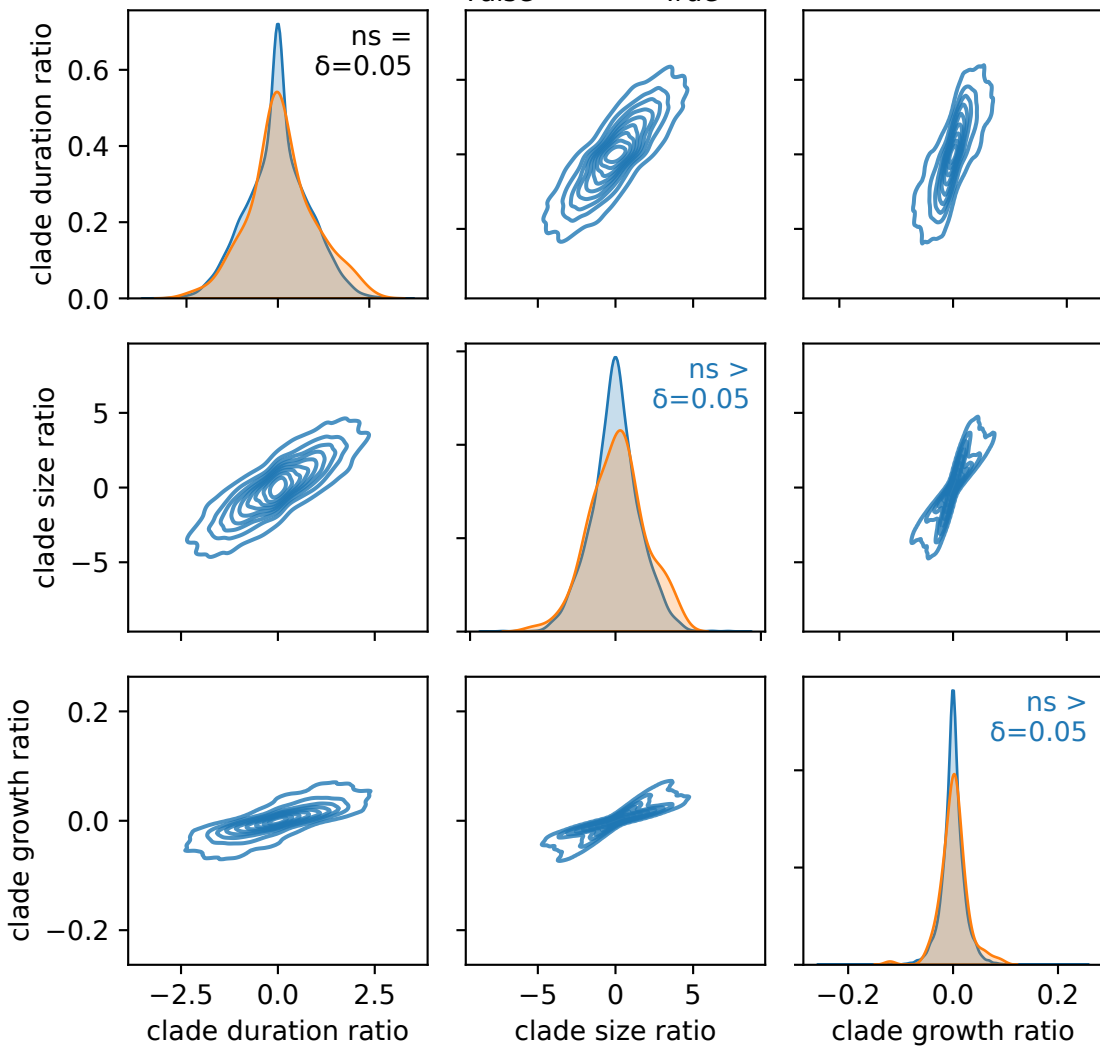 ns =
δ=0.05
clade duration ratio
0.6
0.4
0.2
0.0
ns >
δ=0.05
clade size ratio
5
0
−5
ns >
δ=0.05
clade growth ratio
0.2
0.0
−0.2
−2.5 0.0 2.5
−5 0 5
−0.2 0.0 0.2
clade duration ratio
clade size ratio
clade growth ratio